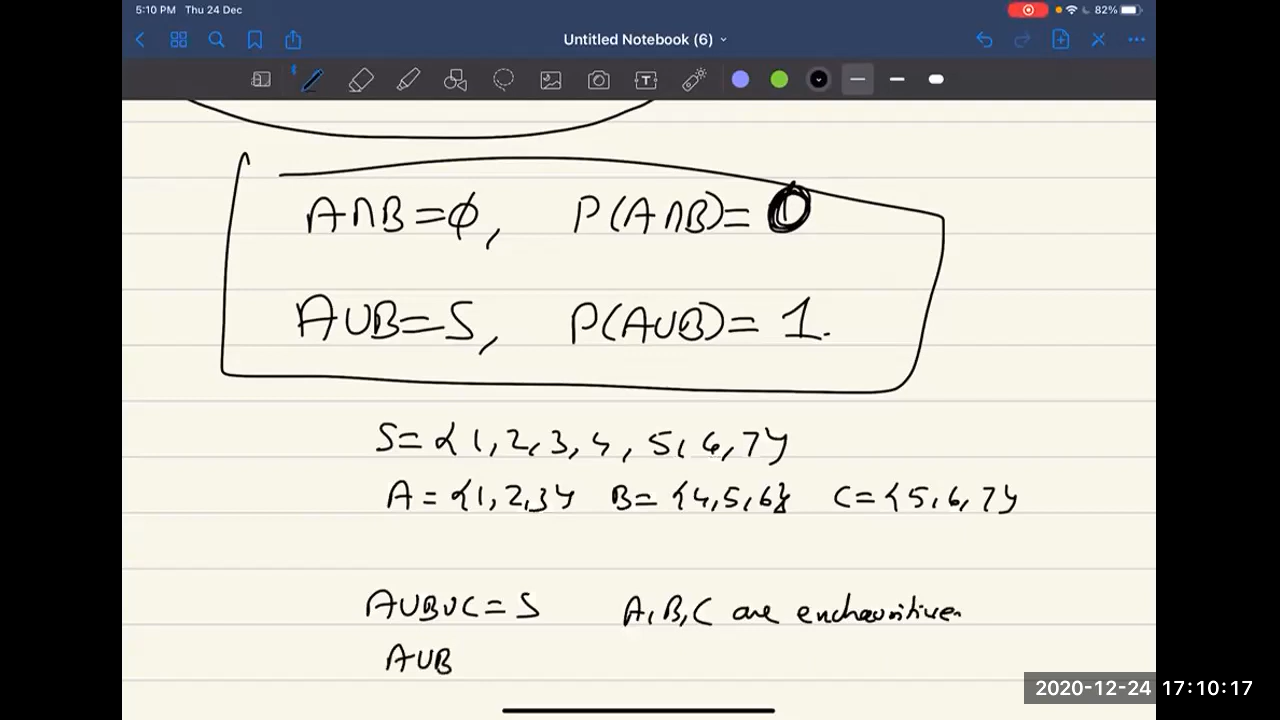 5:10 PM Thu 24 Dec 82%
Untitled Notebook (6)
A∩B=ϕ, P(A∩B)= 0
A∪B=S, P(A∪B)= 1.
S={1,2,3,4,5,6,7}
A={1,2,3} B={4,5,6} C={5,6,7}
A∪B∪C=S A,B,C are
A∪B
2020-12-24 17:10:17